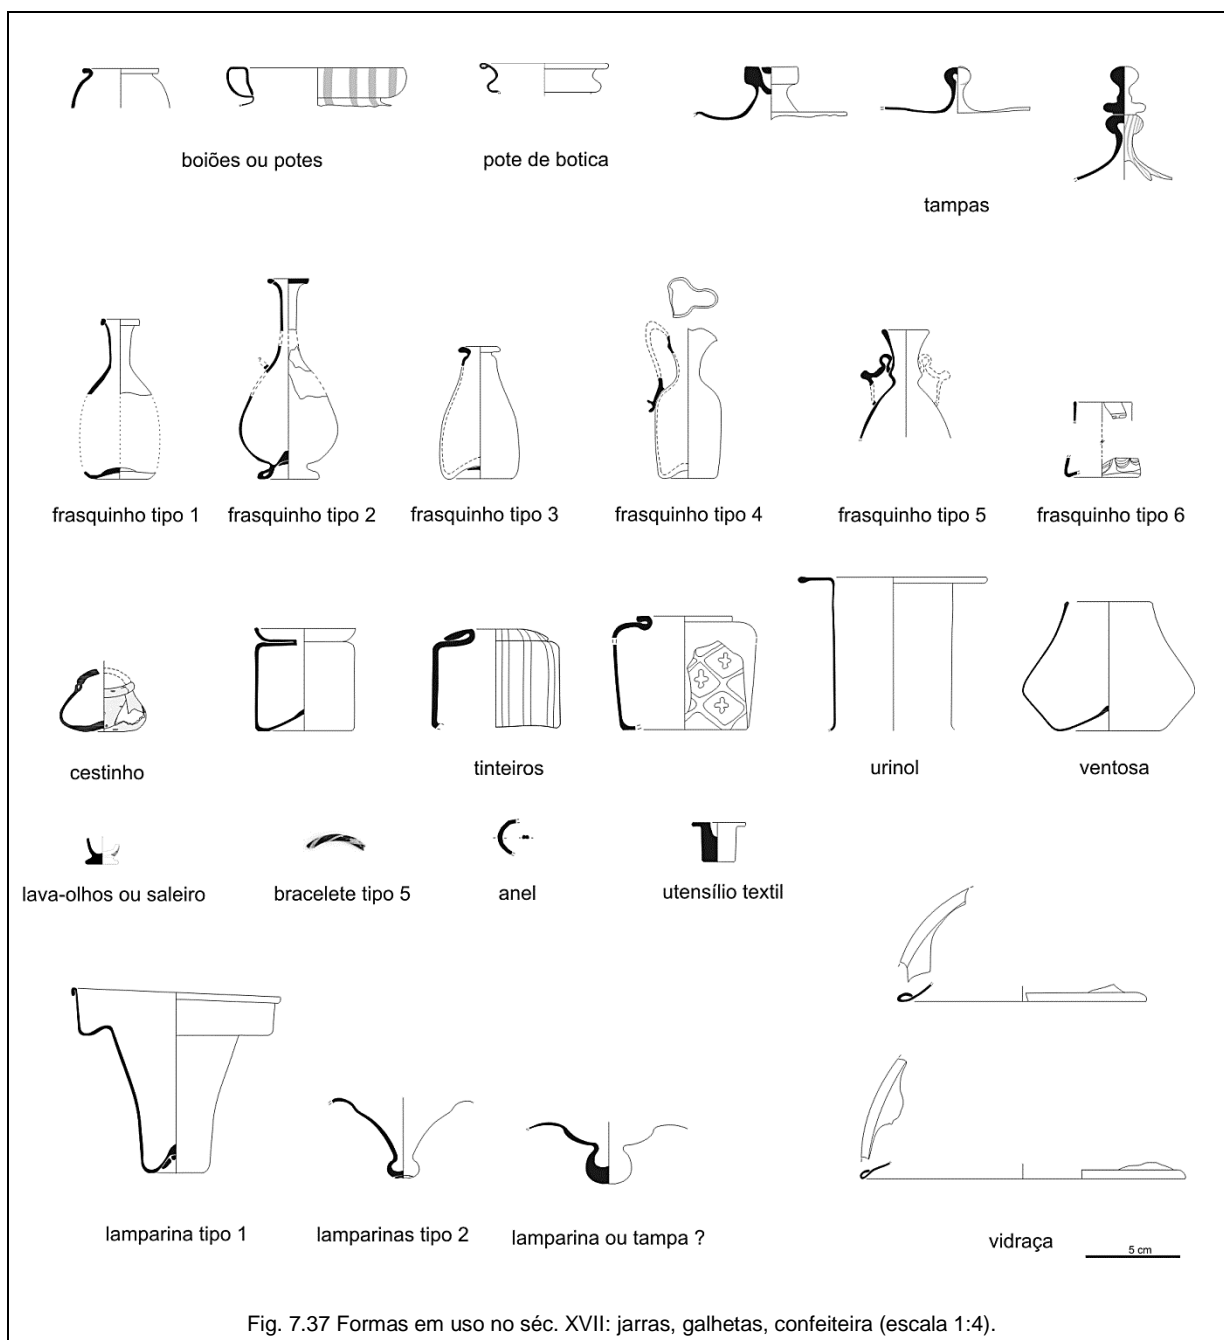 boiões ou potes
pote de botica
tampas
frasquinho tipo 1
frasquinho tipo 2
frasquinho tipo 3
frasquinho tipo 4
frasquinho tipo 5
frasquinho tipo 6
cestinho
tinteiros
urinol
ventosa
lava-olhos ou saleiro
bracelete tipo 5
anel
utensílio textil
lamparina tipo 1
lamparinas tipo 2
lamparina ou tampa ?
vidraça
5 cm
Fig. 7.37 Formas em uso no séc. XVII: jarras, galhetas, confeiteira (escala 1:4).